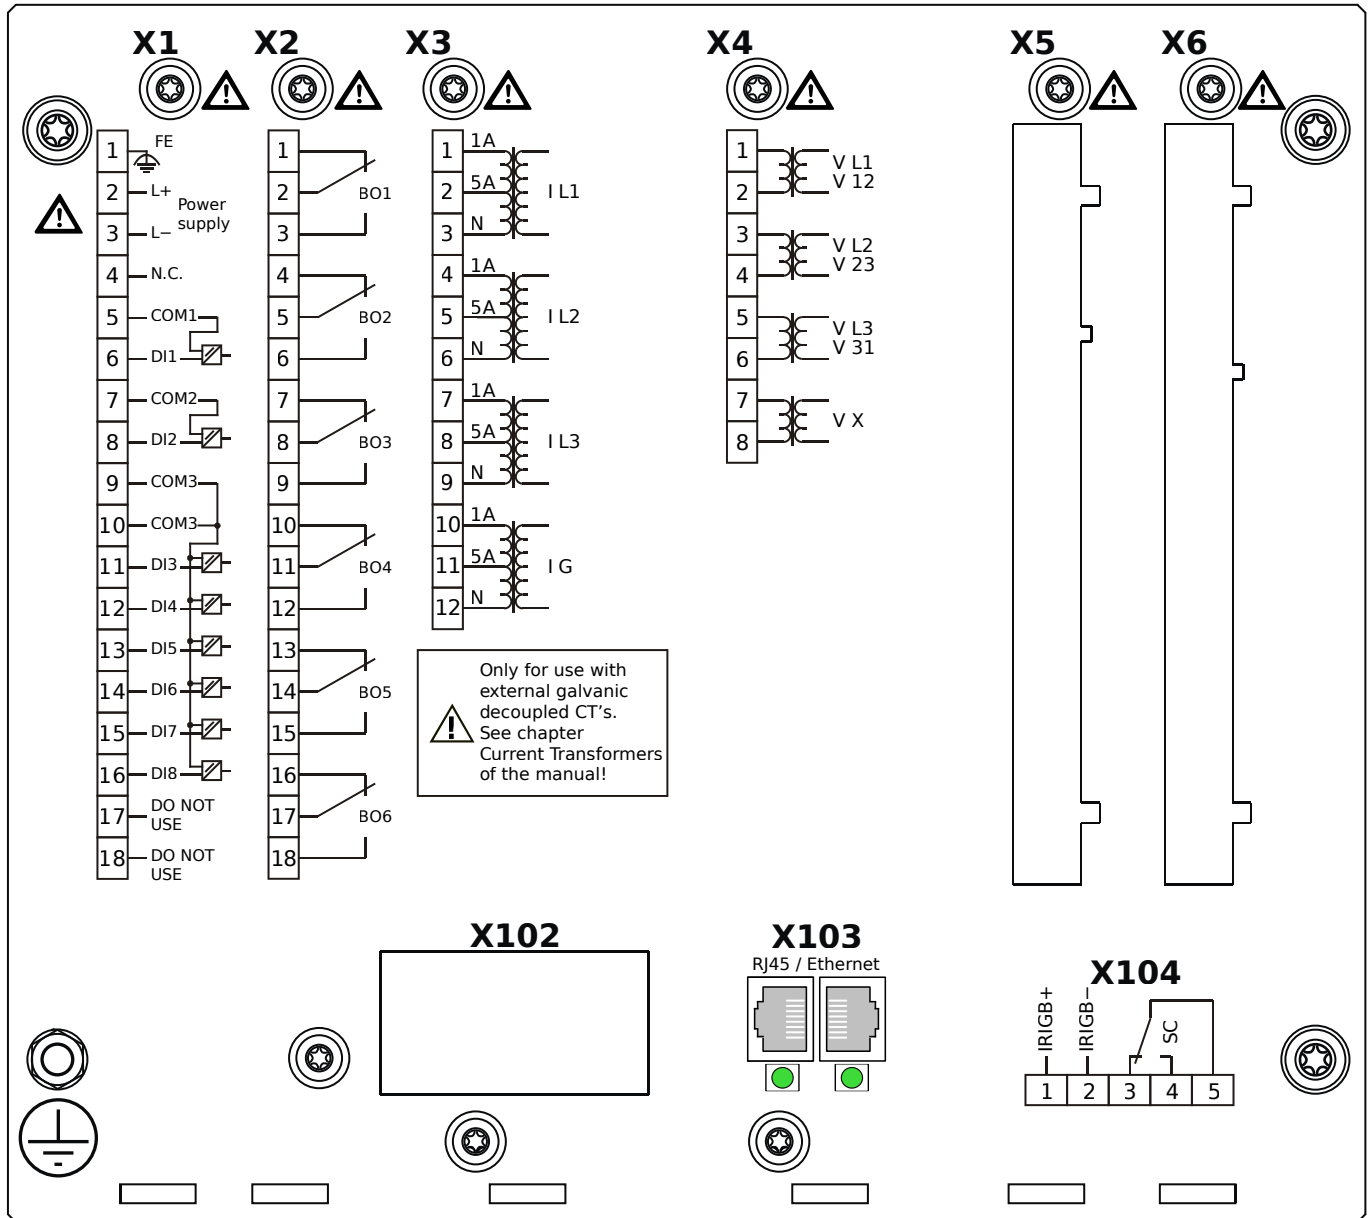 X1 X2 X3 X4 X5 X6
1 FE
2 L+
Power
supply
3 L−
4 N.C.
5 COM1
6 DI1
7 COM2
8 DI2
9 COM3
10 COM3
11 DI3
12 DI4
13 DI5
14 DI6
15 DI7
16 DI8
17 DO NOT
USE
18 DO NOT
USE
1
2 BO1
3
4
5 BO2
6
7
8 BO3
9
10
11 BO4
12
13
14 BO5
15
16
17 BO6
18
1 1A
2 5A I L1
3 N
4 1A
5 5A I L2
6 N
7 1A
8 5A I L3
9 N
10 1A
11 5A I G
12 N
Only for use with
external galvanic
decoupled CT's.
See chapter
Current Transformers
of the manual!
1 V L1
2 V 12
3 V L2
4 V 23
5 V L3
6 V 31
7 V X
8
X102
X103
RJ45 / Ethernet
X104
IRIGB+
IRIGB−
SC
1 2 3 4 5